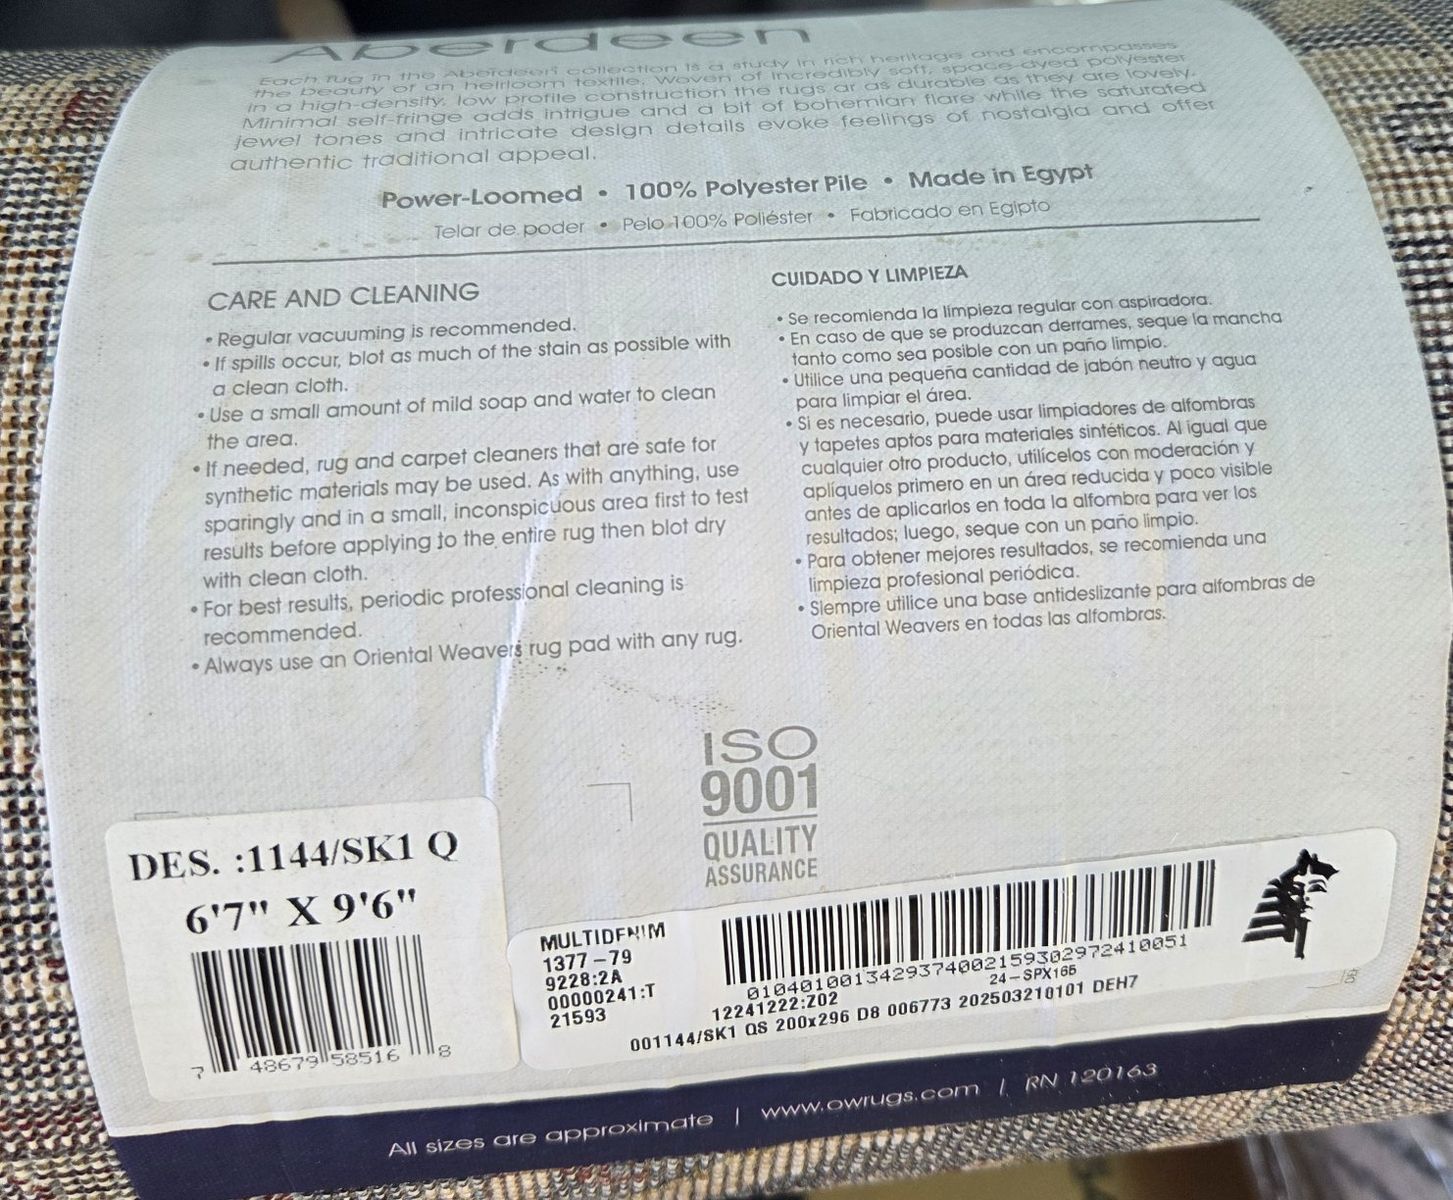 Aberdeen
Each rug in the Aberdeen collection is a study in rich heritage and encompasses
the beauty of an heirloom textile. Woven of incredibly soft, space-dyed polyester
in a high-density, low profile construction the rugs ar as durable as they are lovely.
Minimal self-fringe adds intrigue and a bit of bohemian flare while the saturated
jewel tones and intricate design details evoke feelings of nostalgia and offer
authentic traditional appeal.
Power-Loomed • 100% Polyester Pile • Made in Egypt
Telar de poder • Pelo 100% Poliéster • Fabricado en Egipto
CARE AND CLEANING
• Regular vacuuming is recommended.
• If spills occur, blot as much of the stain as possible with
a clean cloth.
• Use a small amount of mild soap and water to clean
the area.
• If needed, rug and carpet cleaners that are safe for
synthetic materials may be used. As with anything, use
sparingly and in a small, inconspicuous area first to test
results before applying to the entire rug then blot dry
with clean cloth.
• For best results, periodic professional cleaning is
recommended.
• Always use an Oriental Weavers rug pad with any rug.
CUIDADO Y LIMPIEZA
• Se recomienda la limpieza regular con aspiradora.
• En caso de que se produzcan derrames, seque la mancha
tanto como sea posible con un paño limpio.
• Utilice una pequeña cantidad de jabón neutro y agua
para limpiar el área.
• Si es necesario, puede usar limpiadores de alfombras
y tapetes aptos para materiales sintéticos. Al igual que
cualquier otro producto, utilícelos con moderación y
aplíquelos primero en un área reducida y poco visible
antes de aplicarlos en toda la alfombra para ver los
resultados; luego, seque con un paño limpio.
• Para obtener mejores resultados, se recomienda una
limpieza profesional periódica.
• Siempre utilice una base antideslizante para alfombras de
Oriental Weavers en todas las alfombras.
ISO
9001
QUALITY
ASSURANCE
DES. :1144/SK1 Q
6'7" X 9'6"
7 48679 58516 8
MULTIDENIM
1377-79
9228:2A
00000241:T
21593
01040100134293740021593029724 10051
24-SPX165
12241222:Z02
001144/SK1 QS 200x296 D8 006773 202503210101 DEH7
All sizes are approximate | www.owrugs.com | RN 120163